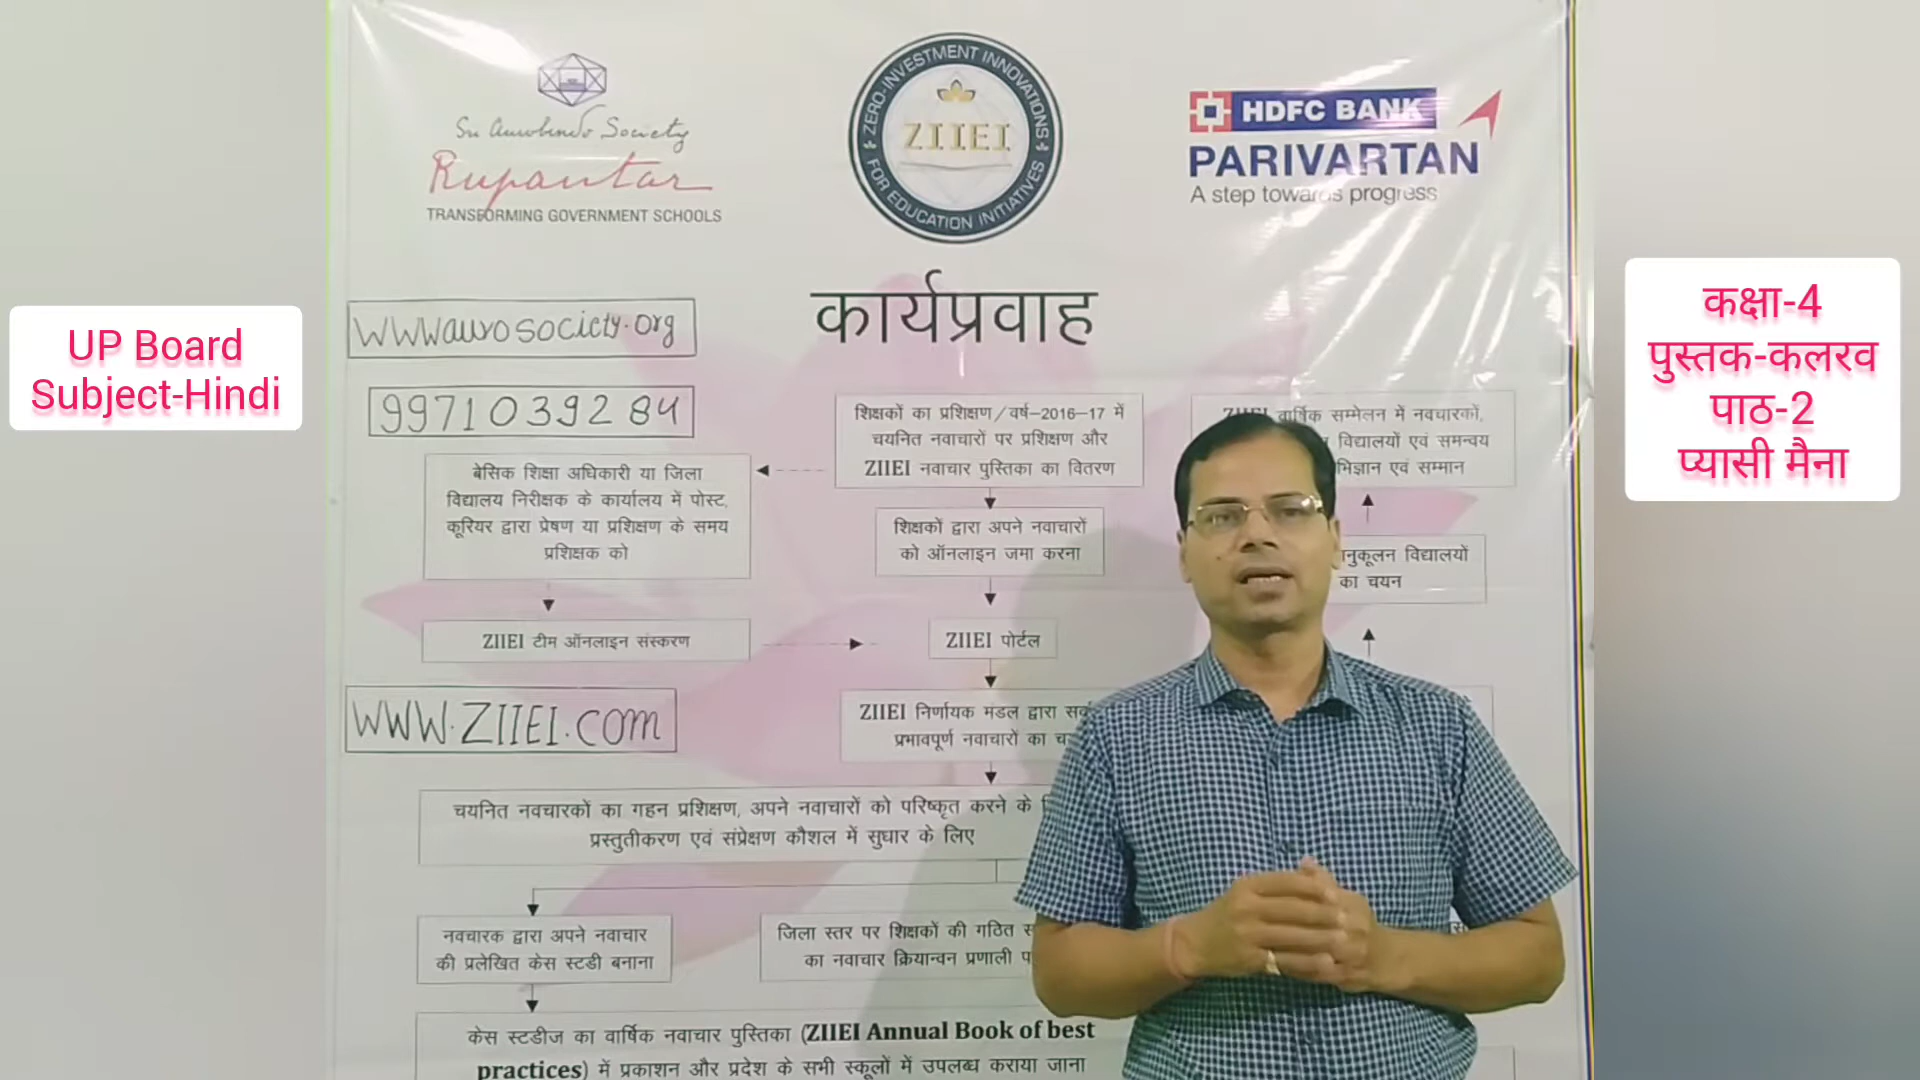 Sri Aurobindo Society
Rupantar
TRANSFORMING GOVERNMENT SCHOOLS
ZERO-INVESTMENT INNOVATIONS
ZIIEI
FOR EDUCATION INITIATIVES
HDFC BANK
PARIVARTAN
A step towards progress
UP Board
Subject-Hindi
कक्षा-4
पुस्तक-कलरव
पाठ-2
प्यासी मैना
कार्यप्रवाह
wwwaurosociety.org
9971039284
शिक्षकों का प्रशिक्षण/वर्ष-2016-17 में
चयनित नवाचारों पर प्रशिक्षण और
ZIIEI नवाचार पुस्तिका का वितरण
ZIIEI वार्षिक सम्मेलन में नवचारकों,
विद्यालयों एवं समन्वय
एवं सम्मान
बेसिक शिक्षा अधिकारी या जिला
विद्यालय निरीक्षक के कार्यालय में पोस्ट,
कूरियर द्वारा प्रेषण या प्रशिक्षण के समय
प्रशिक्षक को
शिक्षकों द्वारा अपने नवाचारों
को ऑनलाइन जमा करना
विद्यालयों
का चयन
ZIIEI टीम ऑनलाइन संस्करण
ZIIEI पोर्टल
WWW.ZIIEI.com
ZIIEI निर्णायक मंडल द्वारा
प्रभावपूर्ण नवाचारों का
चयनित नवचारकों का गहन प्रशिक्षण, अपने नवाचारों को परिष्कृत करने के
प्रस्तुतीकरण एवं संप्रेक्षण कौशल में सुधार के लिए
नवचारक द्वारा अपने नवाचार
की प्रलेखित केस स्टडी बनाना
जिला स्तर पर शिक्षकों की गठित
का नवाचार क्रियान्वन प्रणाली
केस स्टडीज का वार्षिक नवाचार पुस्तिका (ZIIEI Annual Book of best
practices) में प्रकाशन और प्रदेश के सभी स्कूलों में उपलब्ध कराया जाना